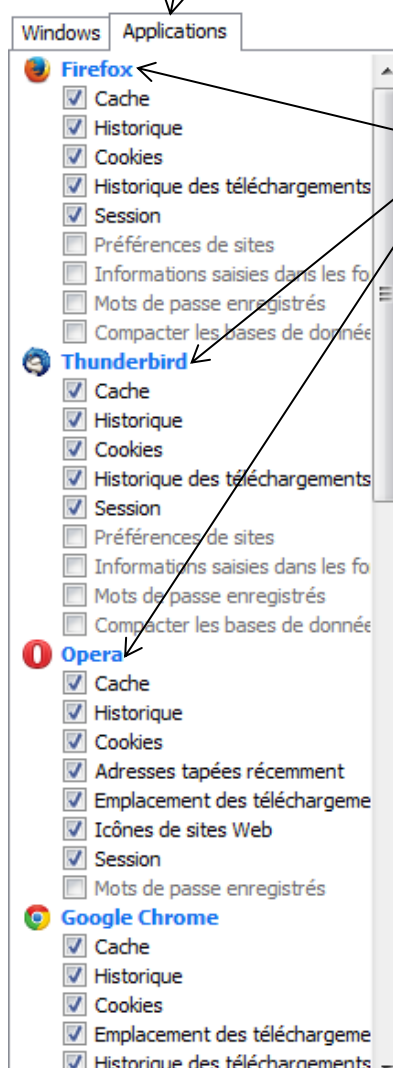 Windows Applications
Firefox
Cache
Historique
Cookies
Historique des téléchargements
Session
Préférences de sites
Informations saisies dans les fo
Mots de passe enregistrés
Compacter les bases de donnée
Thunderbird
Cache
Historique
Cookies
Historique des téléchargements
Session
Préférences de sites
Informations saisies dans les fo
Mots de passe enregistrés
Compacter les bases de donnée
Opera
Cache
Historique
Cookies
Adresses tapées récemment
Emplacement des téléchargeme
Icônes de sites Web
Session
Mots de passe enregistrés
Google Chrome
Cache
Historique
Cookies
Emplacement des téléchargeme
Historique des téléchargements